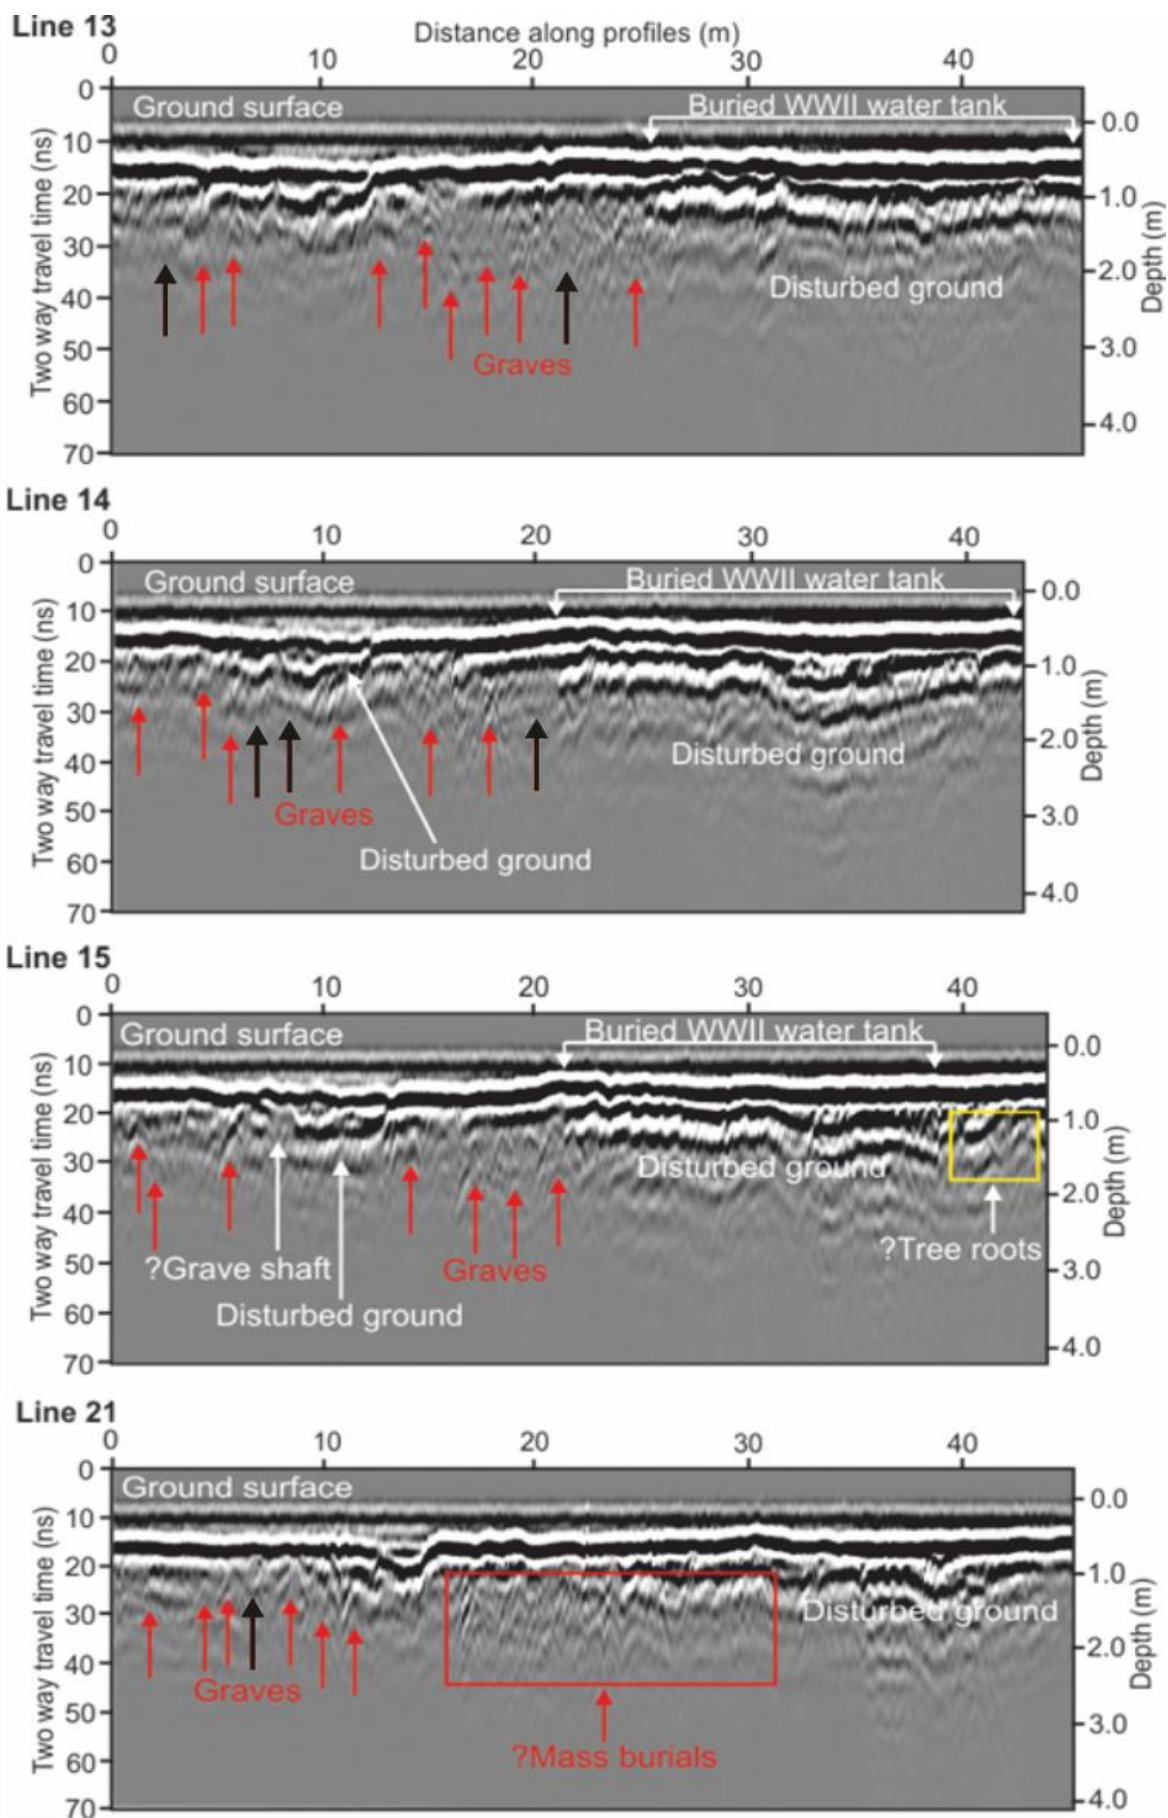 Line 13
Distance along profiles (m)
0 10 20 30 40
0
Ground surface
Buried WWII water tank
0.0
10
20
1.0
30
2.0
Disturbed ground
40
50
3.0
Graves
60
4.0
70
Two way travel time (ns)
Depth (m)
Line 14
0 10 20 30 40
0
Ground surface
Buried WWII water tank
0.0
10
20
1.0
30
2.0
Disturbed ground
40
50
3.0
Graves
Disturbed ground
60
4.0
70
Two way travel time (ns)
Depth (m)
Line 15
0 10 20 30 40
0
Ground surface
Buried WWII water tank
0.0
10
20
1.0
30
Disturbed ground
2.0
40
?Tree roots
50
3.0
?Grave shaft
Graves
Disturbed ground
60
4.0
70
Two way travel time (ns)
Depth (m)
Line 21
0 10 20 30 40
0
Ground surface
0.0
10
20
1.0
30
Disturbed ground
2.0
40
Graves
50
3.0
?Mass burials
60
4.0
70
Two way travel time (ns)
Depth (m)